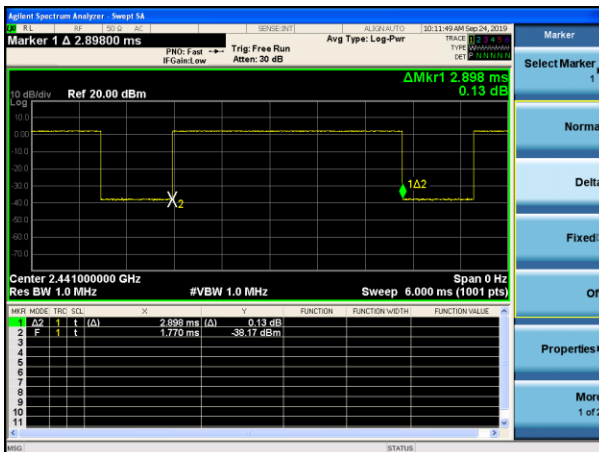 Agilent Spectrum Analyzer - Swept SA
RL RF 50 Ω AC SENSE:INT ALIGNAUTO 10:11:49 AM Sep 24, 2019
Marker 1 Δ 2.89800 ms
PNO: Fast
IFGain:Low
Trig: Free Run
Atten: 30 dB
Avg Type: Log-Pwr
TRACE 1 2 3 4 5 6
TYPE
DET P N N N N N
ΔMkr1 2.898 ms
0.13 dB
10 dB/div Ref 20.00 dBm
Log
10.0
0.00
-10.0
-20.0
-30.0
-40.0
-50.0
-60.0
-70.0
1Δ2
2
Center 2.441000000 GHz Span 0 Hz
Res BW 1.0 MHz #VBW 1.0 MHz Sweep 6.000 ms (1001 pts)
MKR MODE TRC SCL X Y FUNCTION FUNCTION WIDTH FUNCTION VALUE
1 Δ2 1 t (Δ) 2.898 ms (Δ) 0.13 dB
2 F 1 t 1.770 ms -38.17 dBm
3
4
5
6
7
8
9
10
11
MSG STATUS
Marker
Select Marker
1
Norma
Delta
Fixed
Of
Properties
More
1 of 2